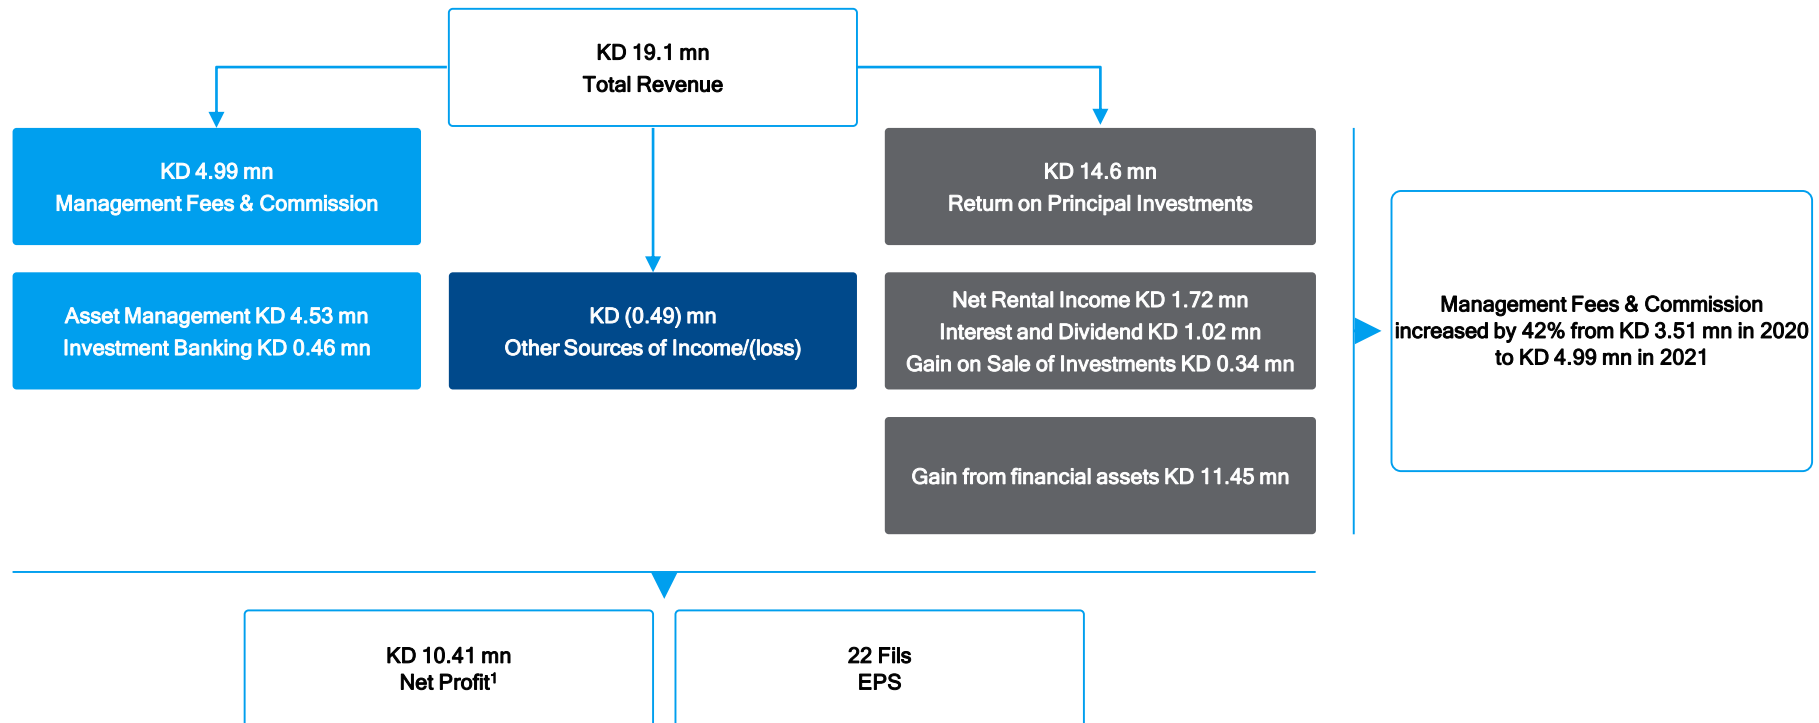 KD 19.1 mn
Total Revenue
KD 4.99 mn
Management Fees & Commission
KD 14.6 mn
Return on Principal Investments
Asset Management KD 4.53 mn
Investment Banking KD 0.46 mn
KD (0.49) mn
Other Sources of Income/(loss)
Net Rental Income KD 1.72 mn
Interest and Dividend KD 1.02 mn
Gain on Sale of Investments KD 0.34 mn
Gain from financial assets KD 11.45 mn
Management Fees & Commission
increased by 42% from KD 3.51 mn in 2020
to KD 4.99 mn in 2021
KD 10.41 mn
Net Profit¹
22 Fils
EPS